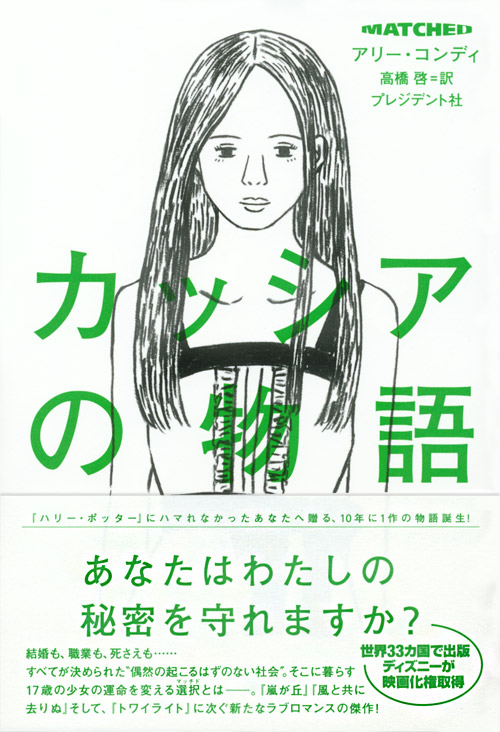 MATCHED
アリー・コンディ
高橋 啓=訳
プレジデント社
カッシア
の物語
『ハリー・ポッター』にハマれなかったあなたへ贈る、10年に1作の物語誕生!
あなたはわたしの
秘密を守れますか?
結婚も、職業も、死さえも……
すべてが決められた“偶然の起こるはずのない社会”。そこに暮らす
マッチド
17歳の少女の運命を変える選択とは——。『嵐が丘』『風と共に
去りぬ』そして、『トワイライト』に次ぐ新たなラブロマンスの傑作!
世界33カ国で出版
ディズニーが
映画化権取得